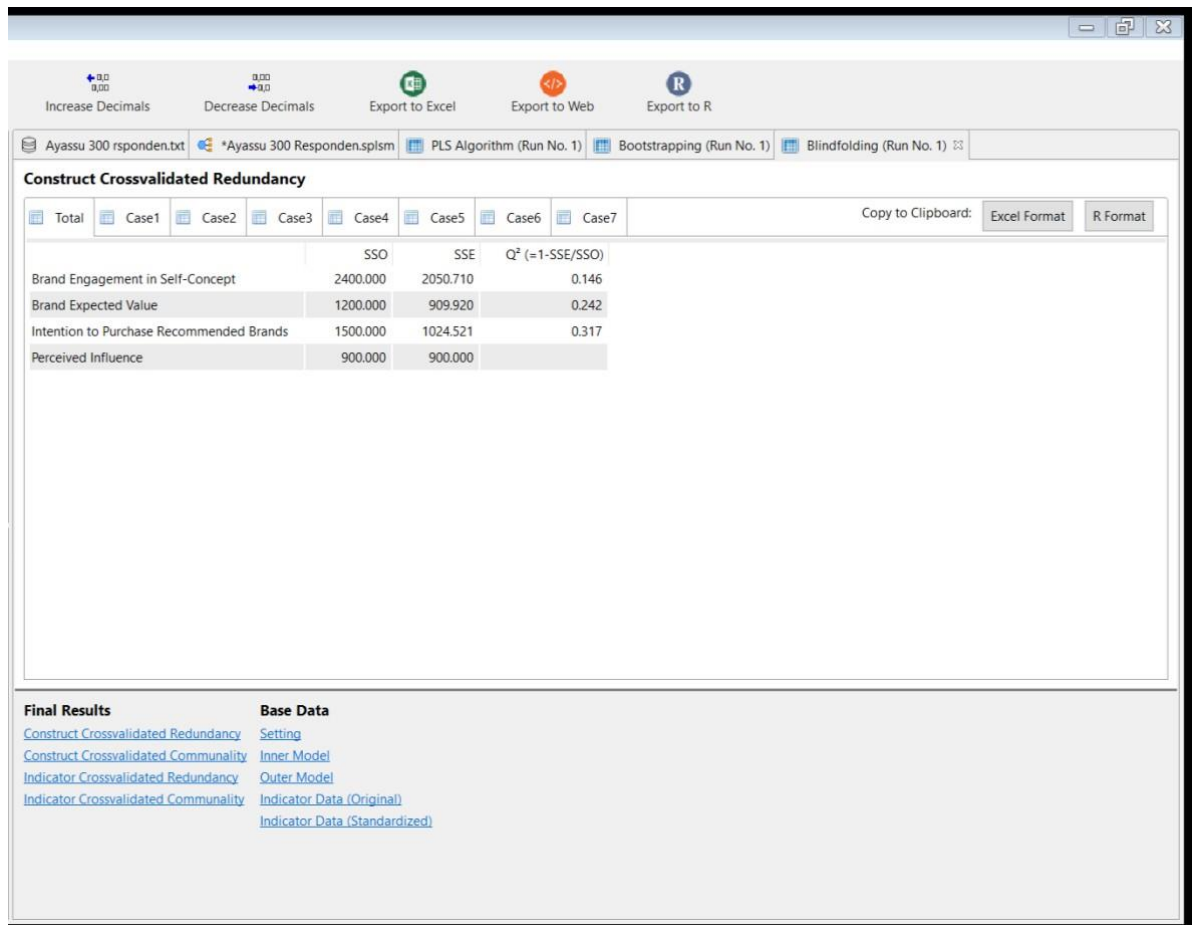 Increase Decimals Decrease Decimals Export to Excel Export to Web Export to R
Ayassu 300 rsponden.txt *Ayassu 300 Responden.splsm PLS Algorithm (Run No. 1) Bootstrapping (Run No. 1) Blindfolding (Run No. 1)
Construct Crossvalidated Redundancy
Total Case1 Case2 Case3 Case4 Case5 Case6 Case7 Copy to Clipboard: Excel Format R Format
SSO SSE Q² (=1-SSE/SSO)
Brand Engagement in Self-Concept 2400.000 2050.710 0.146
Brand Expected Value 1200.000 909.920 0.242
Intention to Purchase Recommended Brands 1500.000 1024.521 0.317
Perceived Influence 900.000 900.000
Final Results Base Data
Construct Crossvalidated Redundancy Setting
Construct Crossvalidated Communality Inner Model
Indicator Crossvalidated Redundancy Outer Model
Indicator Crossvalidated Communality Indicator Data (Original)
Indicator Data (Standardized)